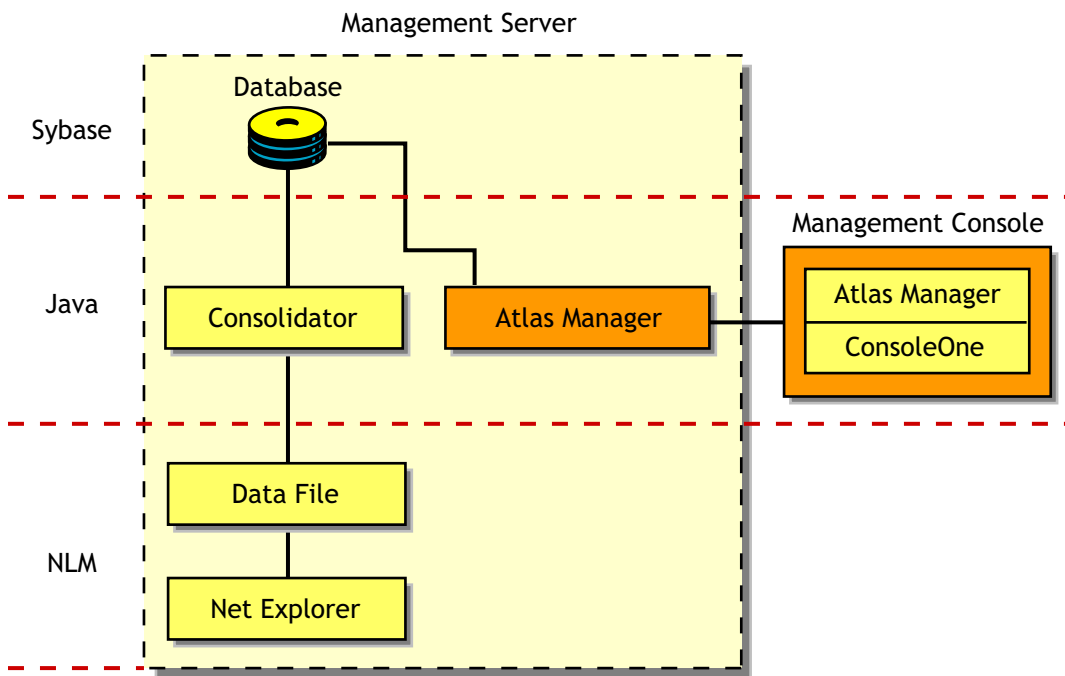 Management Server
Database
Sybase
Management Console
Java
Consolidator
Atlas Manager
Atlas Manager
ConsoleOne
Data File
NLM
Net Explorer